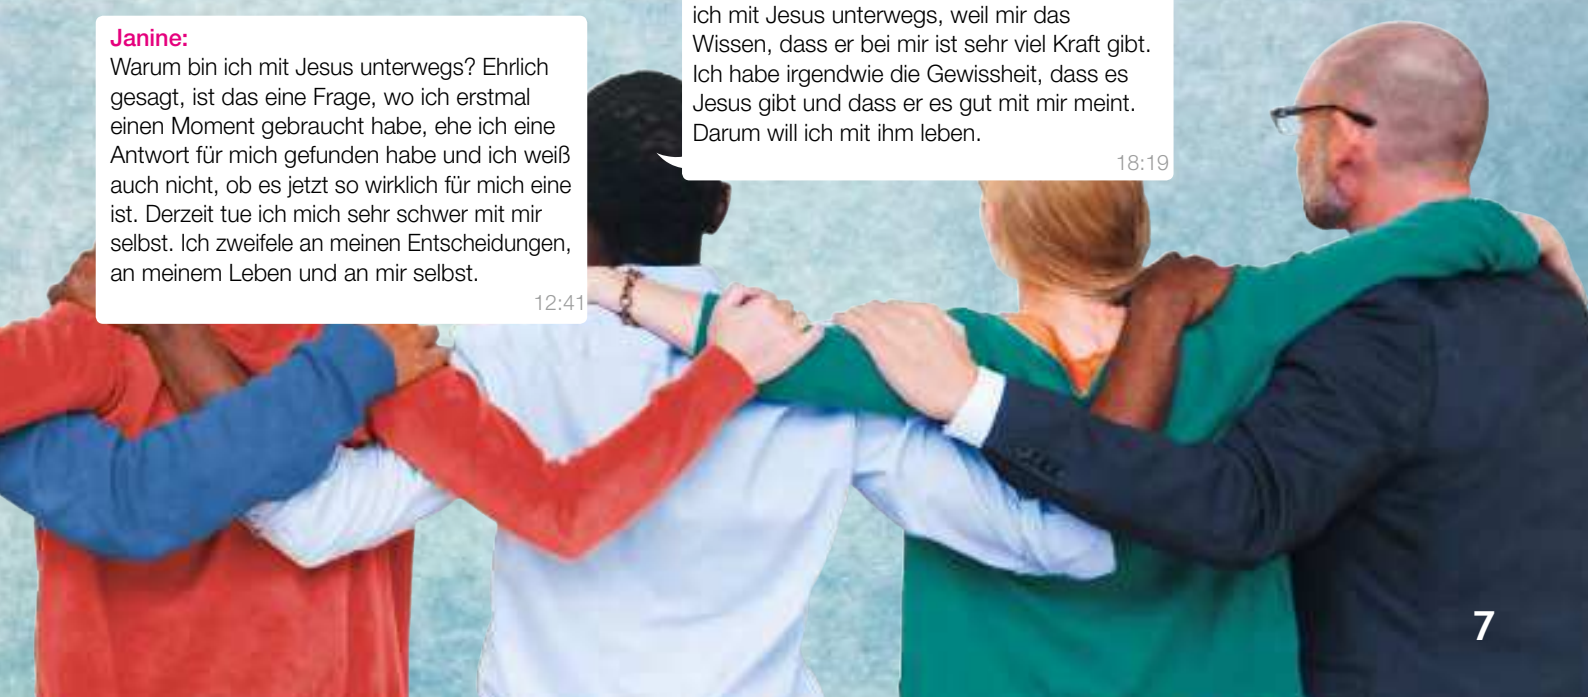 Janine:
Warum bin ich mit Jesus unterwegs? Ehrlich
gesagt, ist das eine Frage, wo ich erstmal
einen Moment gebraucht habe, ehe ich eine
Antwort für mich gefunden habe und ich weiß
auch nicht, ob es jetzt so wirklich für mich eine
ist. Derzeit tue ich mich sehr schwer mit mir
selbst. Ich zweifele an meinen Entscheidungen,
an meinem Leben und an mir selbst.
12:41
ich mit Jesus unterwegs, weil mir das
Wissen, dass er bei mir ist sehr viel Kraft gibt.
Ich habe irgendwie die Gewissheit, dass es
Jesus gibt und dass er es gut mit mir meint.
Darum will ich mit ihm leben.
18:19
7